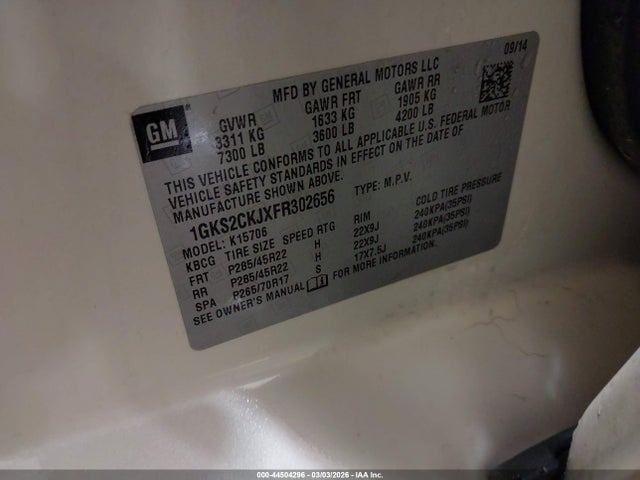 09/14
MFD BY GENERAL MOTORS LLC
GM
GVWR GAWR FRT GAWR RR
3311 KG 1633 KG 1905 KG
7300 LB 3600 LB 4200 LB
THIS VEHICLE CONFORMS TO ALL APPLICABLE U.S. FEDERAL MOTOR
VEHICLE SAFETY STANDARDS IN EFFECT ON THE DATE OF
MANUFACTURE SHOWN ABOVE.
1GKS2CKJXFR302656 TYPE: M.P.V.
MODEL: K15706
KBCG TIRE SIZE SPEED RTG RIM COLD TIRE PRESSURE
FRT P285/45R22 H 22X9J 240KPA(35PSI)
RR P285/45R22 H 22X9J 240KPA(35PSI)
SPA P265/70R17 S 17X7.5J 240KPA(35PSI)
SEE OWNER'S MANUAL FOR MORE INFORMATION.
000-44504296 - 03/03/2026 - IAA Inc.